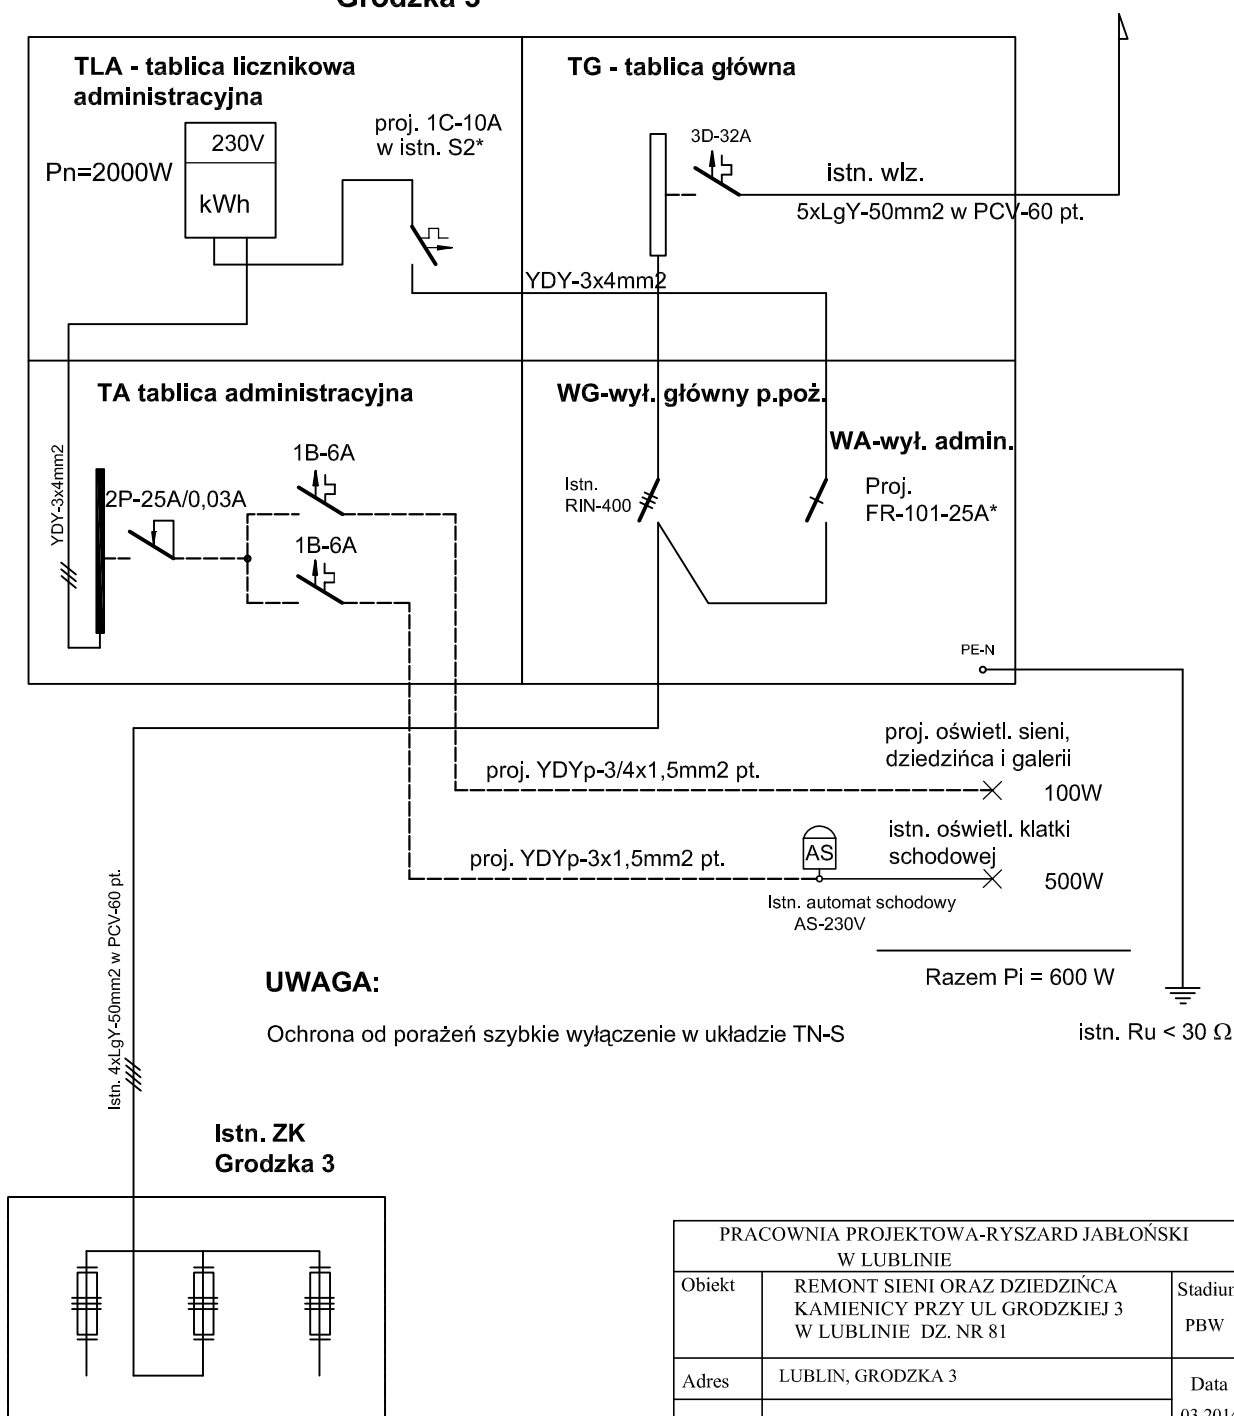 Grodzka 3
TLA - tablica licznikowa
administracyjna
TG - tablica główna
230V
kWh
Pn=2000W
proj. 1C-10A
w istn. S2*
3D-32A
istn. wlz.
5xLgY-50mm2 w PCV-60 pt.
YDY-3x4mm2
TA tablica administracyjna
WG-wył. główny p.poż.
WA-wył. admin.
YDY-3x4mm2
2P-25A/0,03A
1B-6A
1B-6A
Istn.
RIN-400
Proj.
FR-101-25A*
PE-N
proj. oświetl. sieni,
dziedzińca i galerii
proj. YDYp-3/4x1,5mm2 pt.
100W
istn. oświetl. klatki
schodowej
proj. YDYp-3x1,5mm2 pt.
AS
500W
Istn. automat schodowy
AS-230V
Istn. 4xLgY-50mm2 w PCV-60 pt.
Razem Pi = 600 W
UWAGA:
Ochrona od porażeń szybkie wyłączenie w układzie TN-S
istn. Ru < 30 Ω
Istn. ZK
Grodzka 3
PRACOWNIA PROJEKTOWA-RYSZARD JABŁOŃSKI
W LUBLINIE
Obiekt
REMONT SIENI ORAZ DZIEDZIŃCA
KAMIENICY PRZY UL GRODZKIEJ 3
W LUBLINIE DZ. NR 81
Stadium
PBW
Adres
LUBLIN, GRODZKA 3
Data